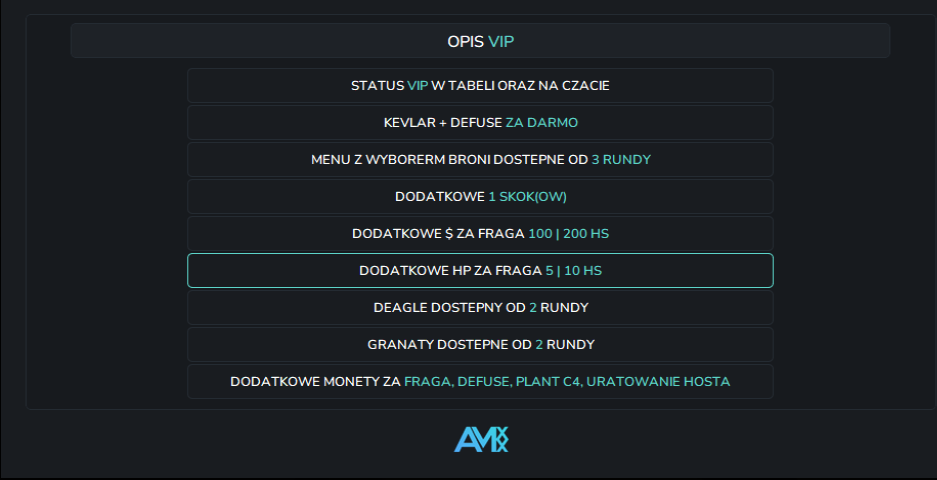 OPIS VIP
STATUS VIP W TABELI ORAZ NA CZACIE
KEVLAR + DEFUSE ZA DARMO
MENU Z WYBORERM BRONI DOSTEPNE OD 3 RUNDY
DODATKOWE 1 SKOK(OW)
DODATKOWE $ ZA FRAGA 100 | 200 HS
DODATKOWE HP ZA FRAGA 5 | 10 HS
DEAGLE DOSTEPNY OD 2 RUNDY
GRANATY DOSTEPNE OD 2 RUNDY
DODATKOWE MONETY ZA FRAGA, DEFUSE, PLANT C4, URATOWANIE HOSTA
AMXX